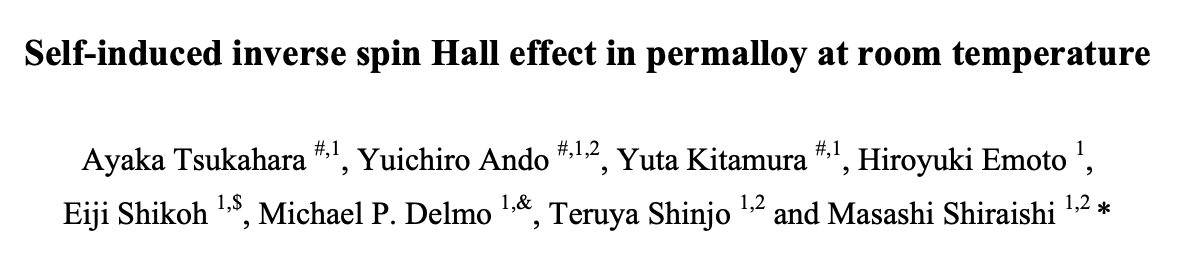 Self-induced inverse spin Hall effect in permalloy at room temperature
Ayaka Tsukahara #,1, Yuichiro Ando #,1,2, Yuta Kitamura #,1, Hiroyuki Emoto 1,
Eiji Shikoh 1,$, Michael P. Delmo 1,&, Teruya Shinjo 1,2 and Masashi Shiraishi 1,2 *